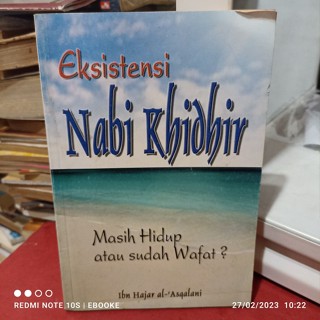 Eksistensi
Nabi Khidhir
Masih Hidup
atau sudah Wafat ?
Ibn Hajar al-'Asqalani
REDMI NOTE 10S | EBOOKE
27/02/2023 10:22